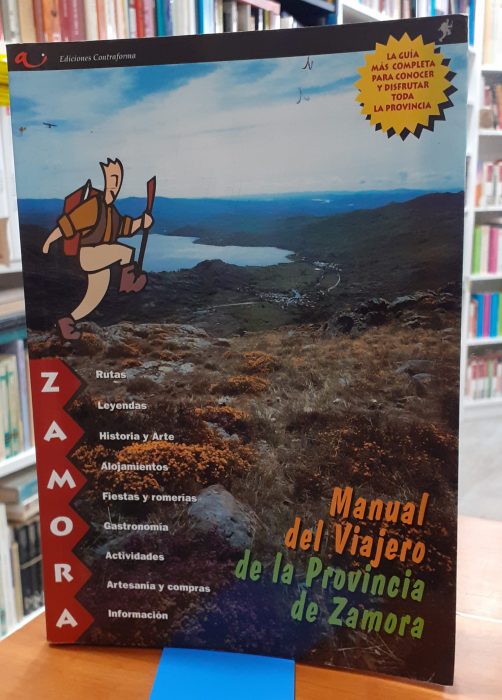 Ediciones Contraforma
LA GUÍA
MÁS COMPLETA
PARA CONOCER
Y DISFRUTAR
TODA
LA PROVINCIA
ZAMORA
Rutas
Leyendas
Historia y Arte
Alojamientos
Fiestas y romerías
Gastronomía
Actividades
Artesanía y compras
Información
Manual
del Viajero
de la Provincia
de Zamora